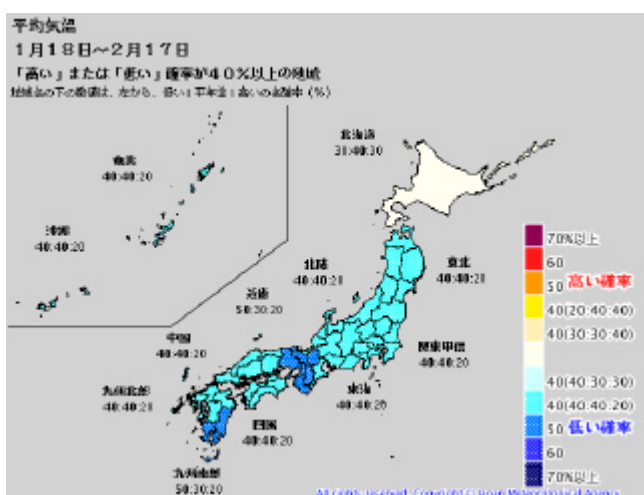 平均気温
1月18日～2月17日
「高い」または「低い」確率が40％以上の地域
地域名の下の数値は、左から、低い：平年並：高いの各確率（％）
北海道
30:40:30
奄美
40:40:20
沖縄
40:40:20
北陸
40:40:20
東北
40:40:20
近畿
50:30:20
中国
40:40:20
関東甲信
40:40:20
九州北部
40:40:20
東海
40:40:20
四国
40:40:20
九州南部
50:30:20
70%以上
60
50 高い確率
40(20:40:40)
40(30:30:40)
40(40:30:30)
40(40:40:20)
50 低い確率
60
70%以上
All rights reserved. Copyright © Japan Meteorological Agency